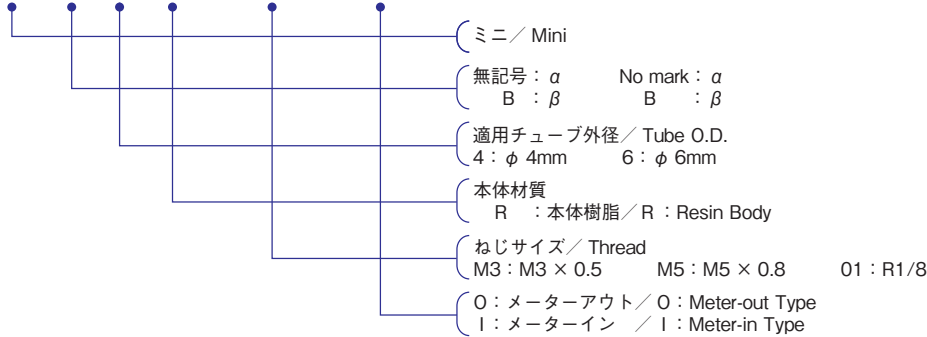 ミニ／ Mini
無記号：α No mark：α
B ：β B ：β
適用チューブ外径／ Tube O.D.
4：φ 4mm 6：φ 6mm
本体材質
R ：本体樹脂／R ：Resin Body
ねじサイズ／ Thread
M3：M3 × 0.5 M5：M5 × 0.8 01：R1/8
O：メーターアウト／ O：Meter-out Type
I：メーターイン ／ I：Meter-in Type